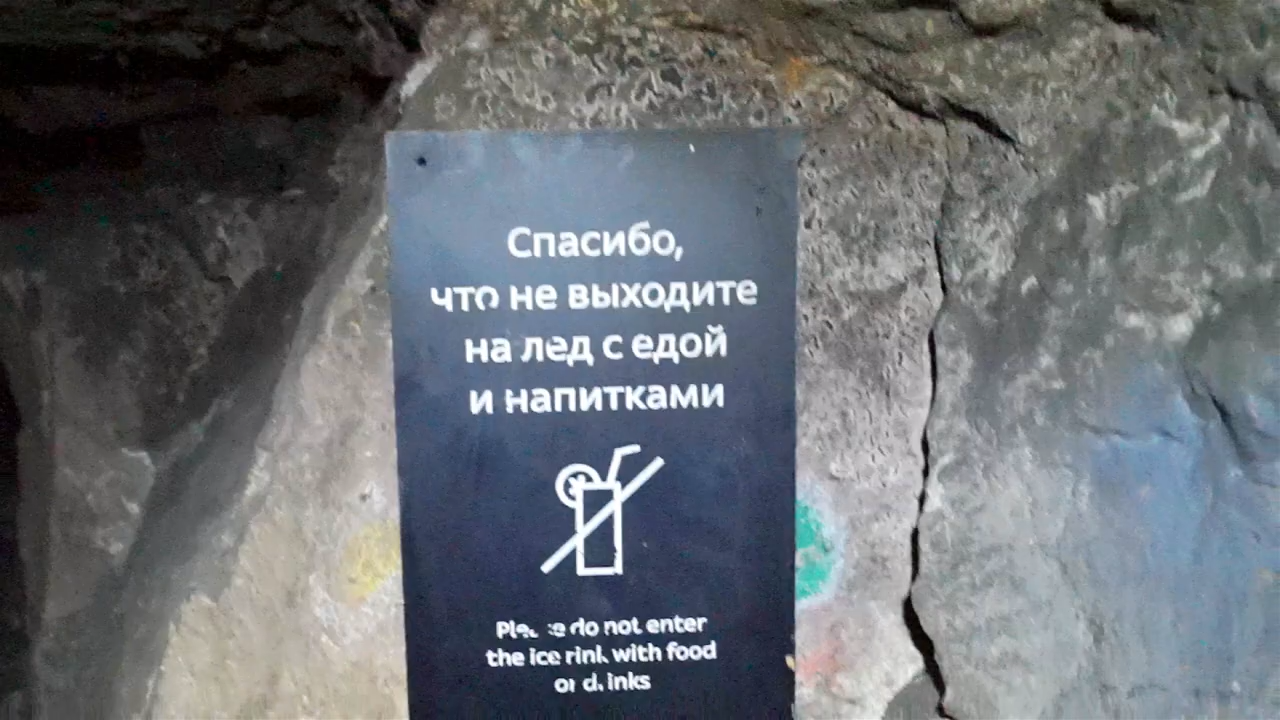 Спасибо,
что не выходите
на лед с едой
и напитками
Please do not enter
the ice rink with food
or drinks